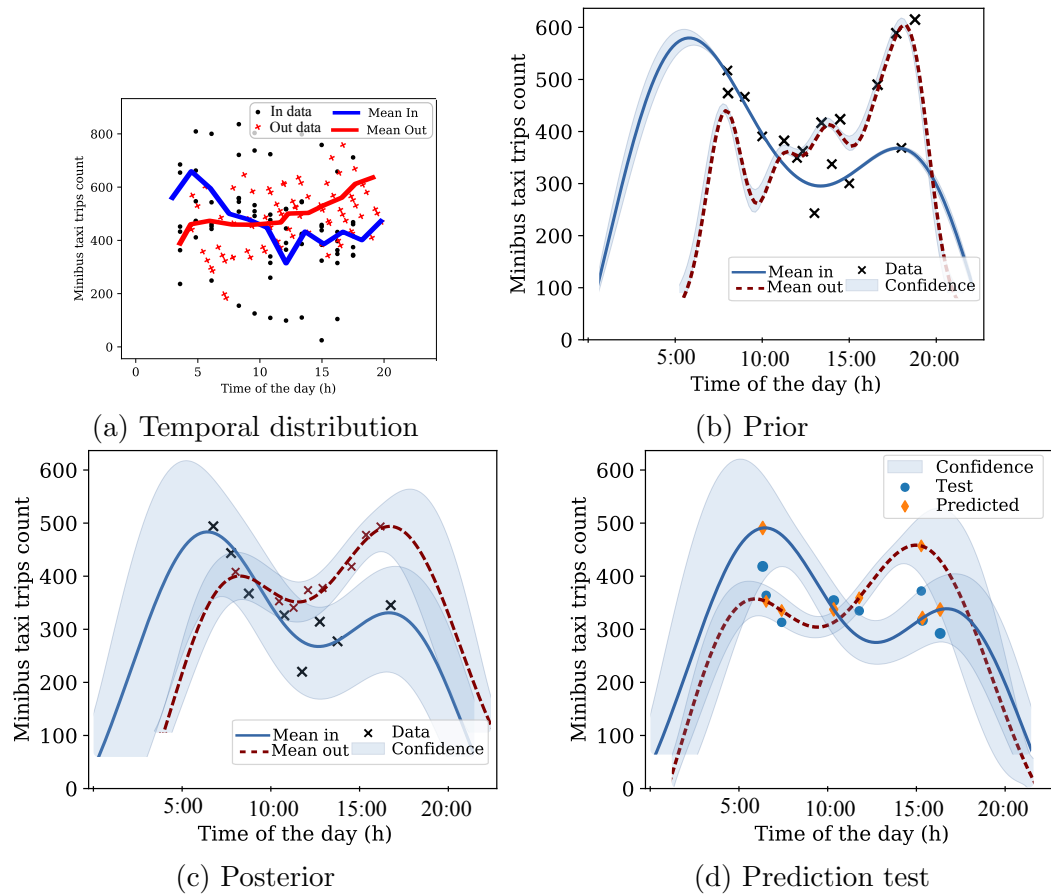 Minibus taxi trips count
800
600
400
200
0
In data
Mean In
Out data
Mean Out
0
5
10
15
20
Time of the day (h)
(a) Temporal distribution
Minibus taxi trips count
600
500
400
300
200
100
0
Mean in
Data
Mean out
Confidence
5:00
10:00
15:00
20:00
Time of the day (h)
(b) Prior
Minibus taxi trips count
600
500
400
300
200
100
0
Mean in
Data
Mean out
Confidence
5:00
10:00
15:00
20:00
Time of the day (h)
(c) Posterior
Minibus taxi trips count
600
500
400
300
200
100
0
Confidence
Test
Predicted
5:00
10:00
15:00
20:00
Time of the day (h)
(d) Prediction test